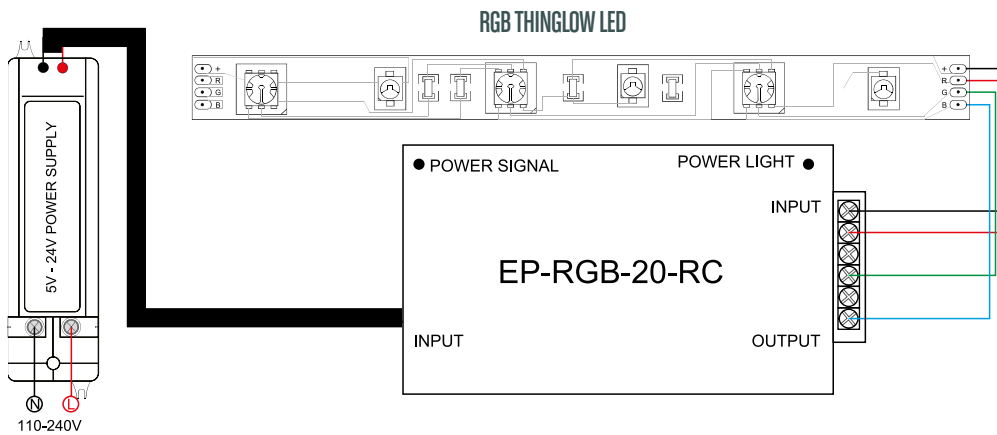 RGB THINGLOW LED
+
R
G
B
+
R
G
B
5V - 24V POWER SUPPLY
POWER SIGNAL
POWER LIGHT
INPUT
EP-RGB-20-RC
INPUT
OUTPUT
N
L
110-240V